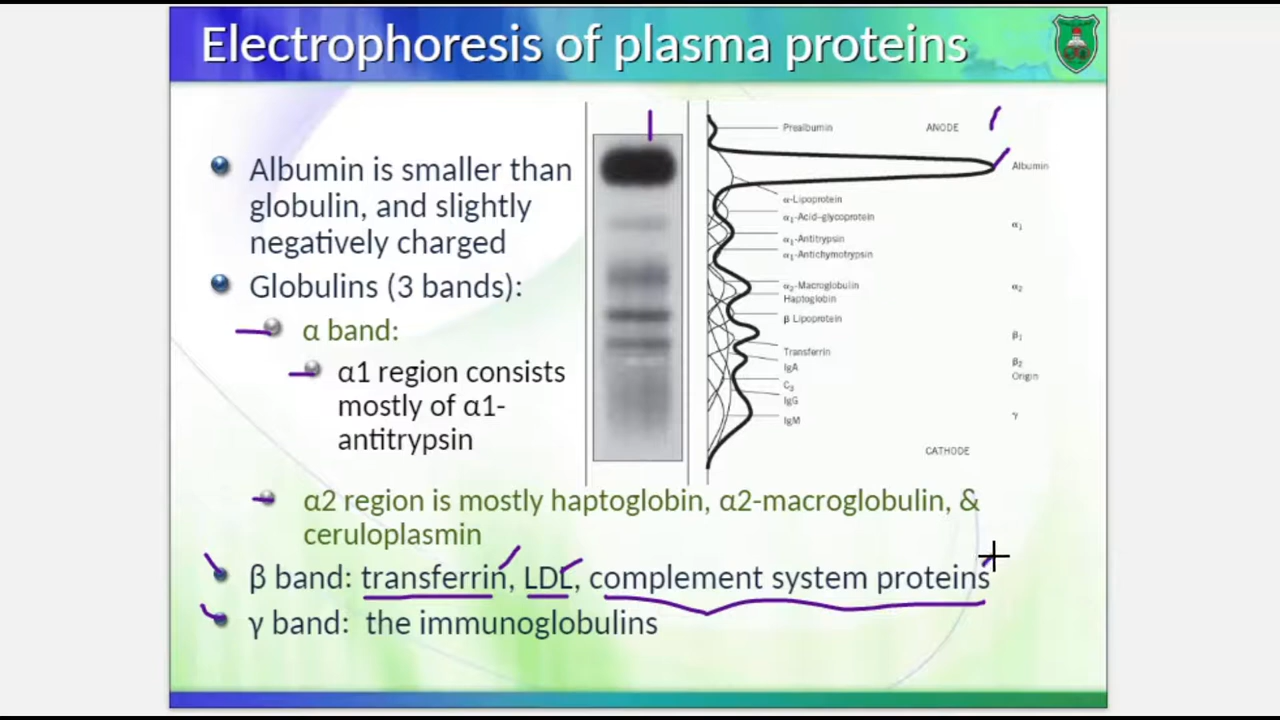 Electrophoresis of plasma proteins
Albumin is smaller than
globulin, and slightly
negatively charged
Globulins (3 bands):
α band:
α1 region consists
mostly of α1-
antitrypsin
α2 region is mostly haptoglobin, α2-macroglobulin, &
ceruloplasmin
β band: transferrin, LDL, complement system proteins
γ band: the immunoglobulins
Prealbumin
ANODE
Albumin
α-Lipoprotein
α₁-Acid-glycoprotein
α₁
α₁-Antitrypsin
α₁-Antichymotrypsin
α₂-Macroglobulin
α₂
Haptoglobin
β Lipoprotein
β₁
Transferrin
β₂
IgA
Origin
C₃
IgG
γ
IgM
CATHODE